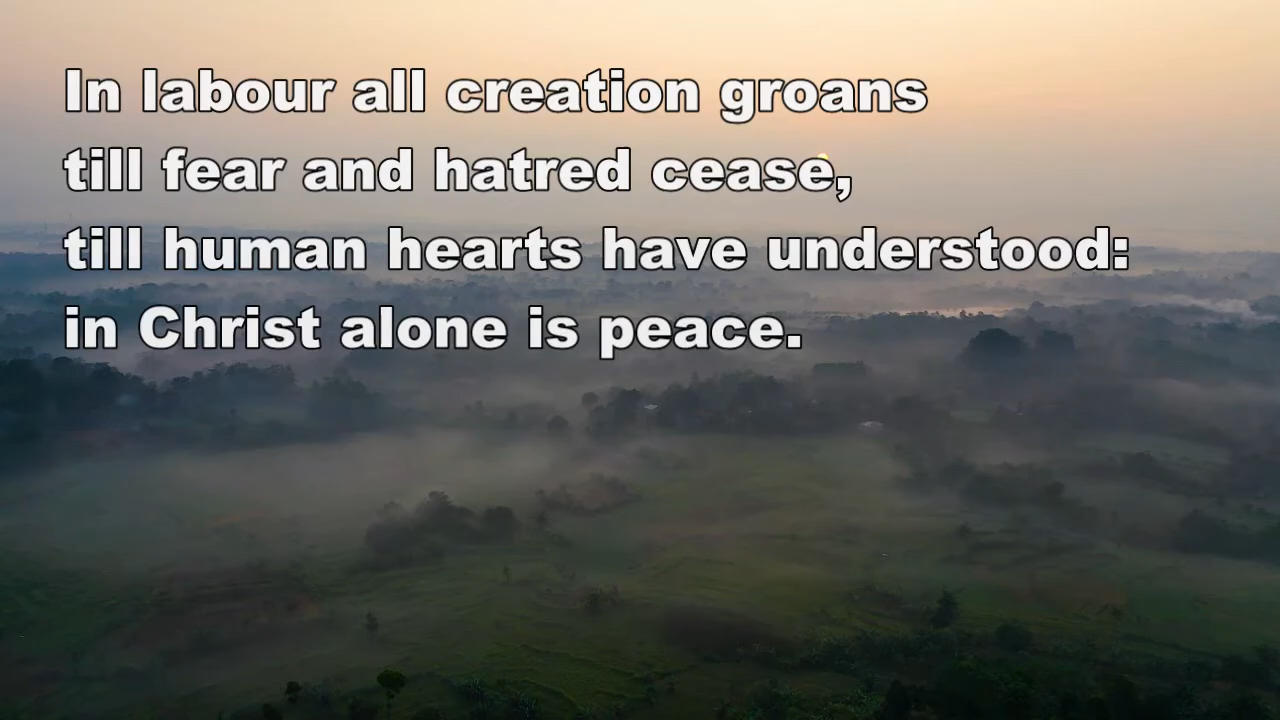 In labour all creation groans
till fear and hatred cease,
till human hearts have understood:
in Christ alone is peace.